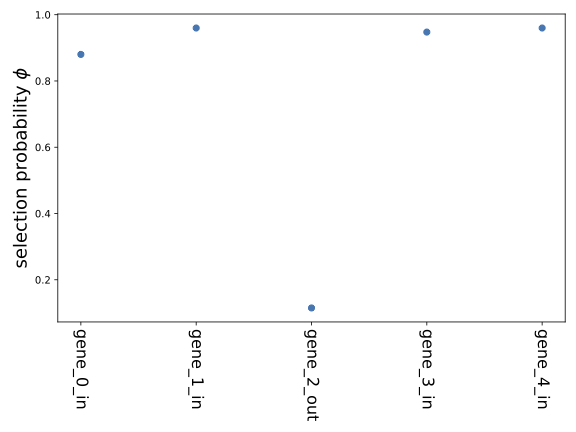 selection probability ϕ
1.0
0.8
0.6
0.4
0.2
gene_0_in
gene_1_in
gene_2_out
gene_3_in
gene_4_in